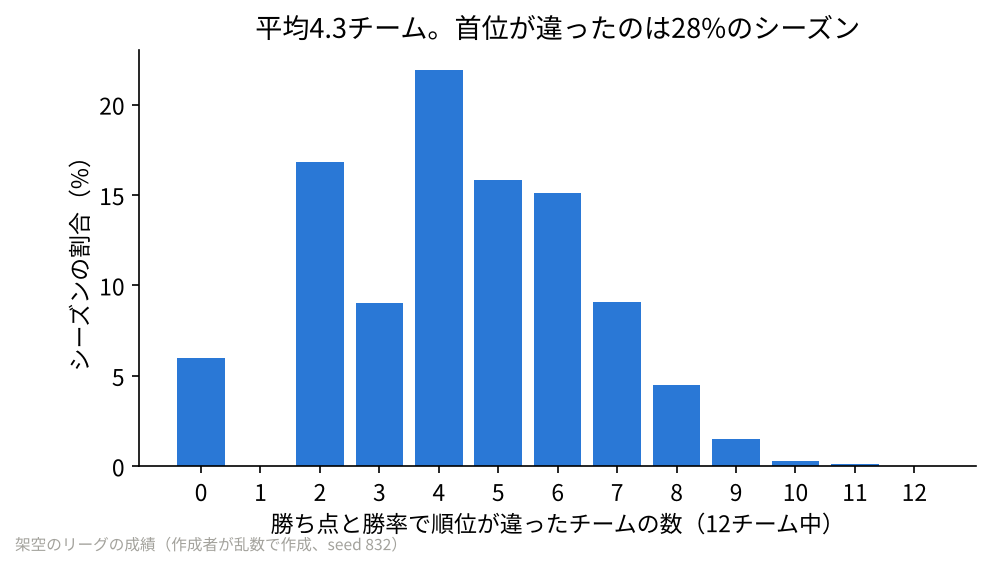 平均4.3チーム。首位が違ったのは28%のシーズン
シーズンの割合（%）
20
15
10
5
0
0 1 2 3 4 5 6 7 8 9 10 11 12
勝ち点と勝率で順位が違ったチームの数（12チーム中）
架空のリーグの成績（作成者が乱数で作成、seed 832）